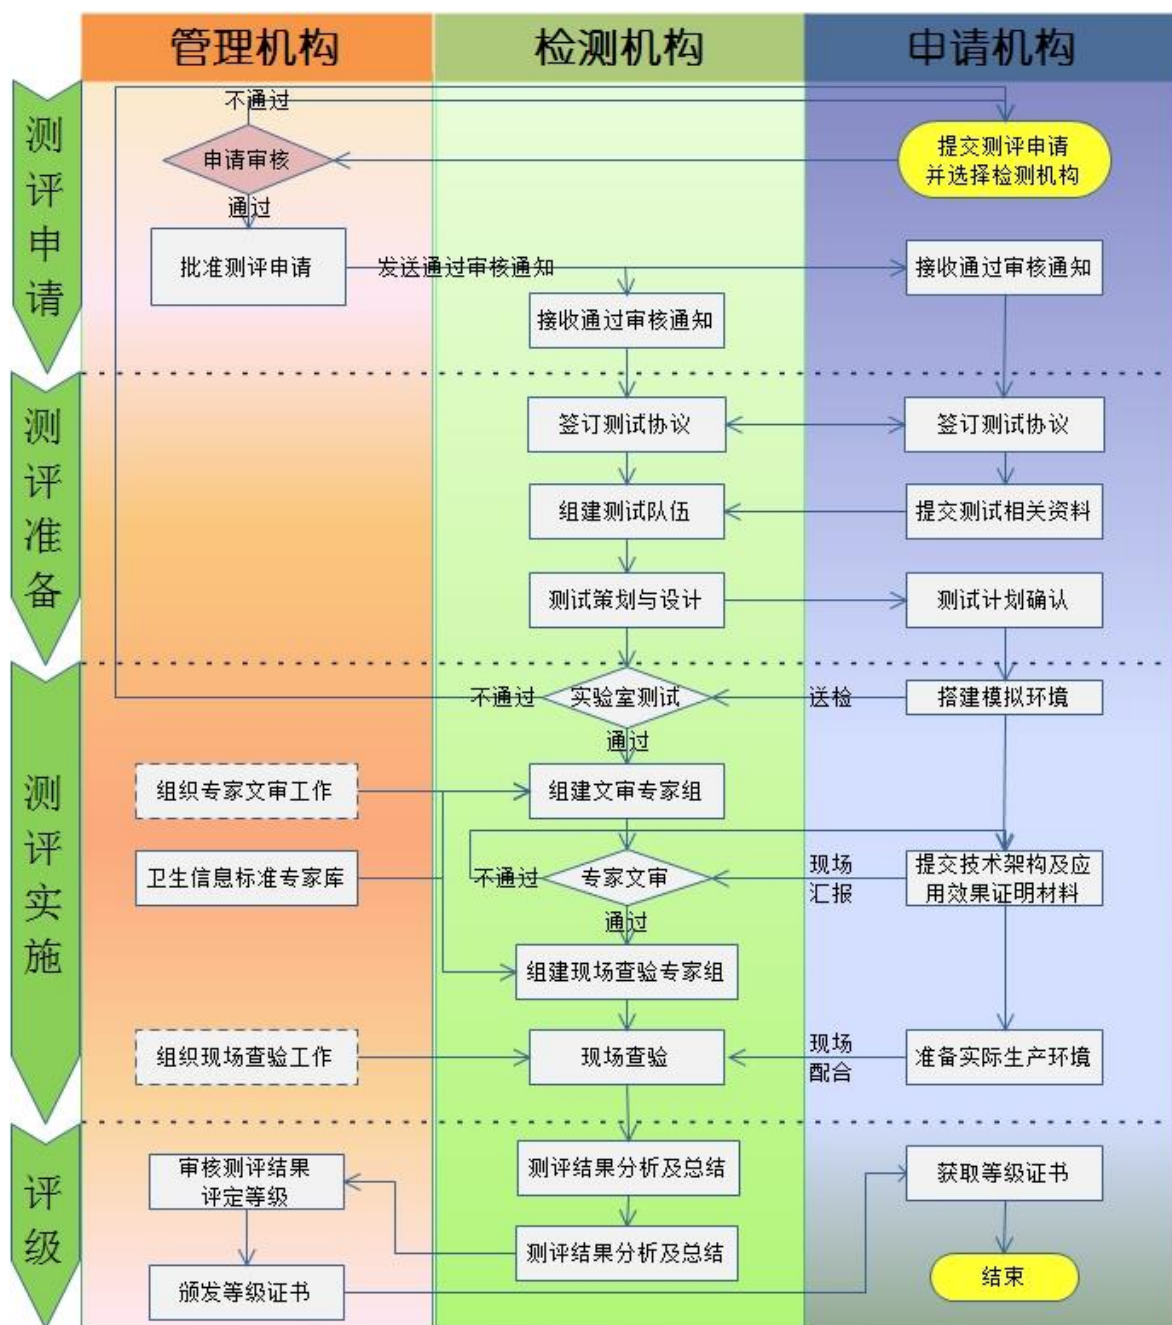 管理机构
检测机构
申请机构
测评申请
不通过
申请审核
提交测评申请
并选择检测机构
通过
批准测评申请
发送通过审核通知
接收通过审核通知
接收通过审核通知
测评准备
签订测试协议
签订测试协议
组建测试队伍
提交测试相关资料
测试策划与设计
测试计划确认
测评实施
不通过
实验室测试
送检
搭建模拟环境
通过
组织专家文审工作
组建文审专家组
卫生信息标准专家库
不通过
专家文审
现场
汇报
提交技术架构及应
用效果证明材料
通过
组建现场查验专家组
组织现场查验工作
现场查验
现场
配合
准备实际生产环境
评级
审核测评结果
评定等级
测评结果分析及总结
获取等级证书
测评结果分析及总结
颁发等级证书
结束